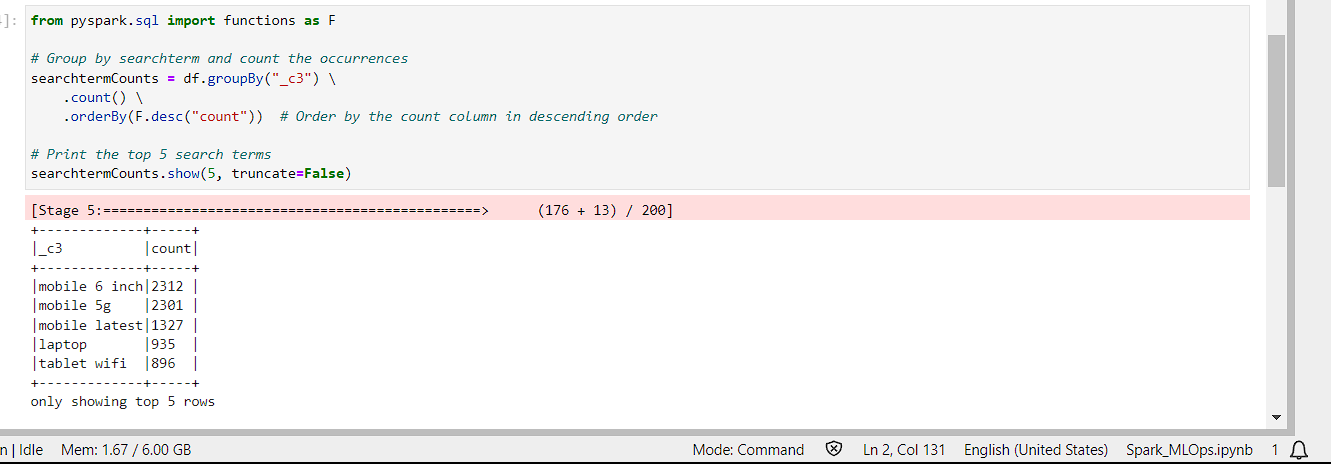 ]:
from pyspark.sql import functions as F
# Group by searchterm and count the occurrences
searchtermCounts = df.groupBy("_c3") \
    .count() \
    .orderBy(F.desc("count"))  # Order by the count column in descending order
# Print the top 5 search terms
searchtermCounts.show(5, truncate=False)
[Stage 5:===============================================>      (176 + 13) / 200]
+-------------+-----+
|_c3          |count|
+-------------+-----+
|mobile 6 inch|2312 |
|mobile 5g    |2301 |
|mobile latest|1327 |
|laptop       |935  |
|tablet wifi  |896  |
+-------------+-----+
only showing top 5 rows
n | Idle Mem: 1.67 / 6.00 GB Mode: Command Ln 2, Col 131 English (United States) Spark_MLOps.ipynb 1